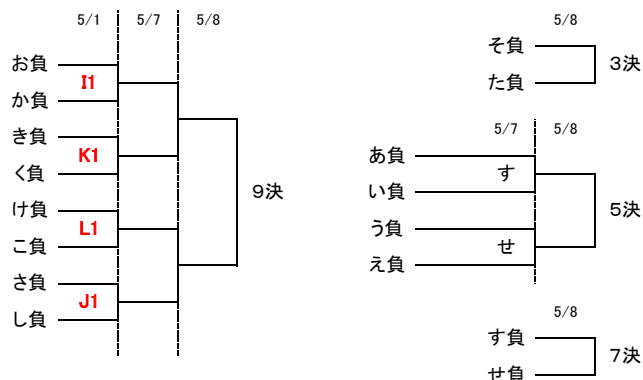 5/1 5/7 5/8
お負
I1
か負
き負
K1
く負
9決
け負
L1
こ負
さ負
J1
し負
5/8
そ負
3決
た負
5/7 5/8
あ負
す
い負
5決
う負
せ
え負
5/8
す負
7決
せ負